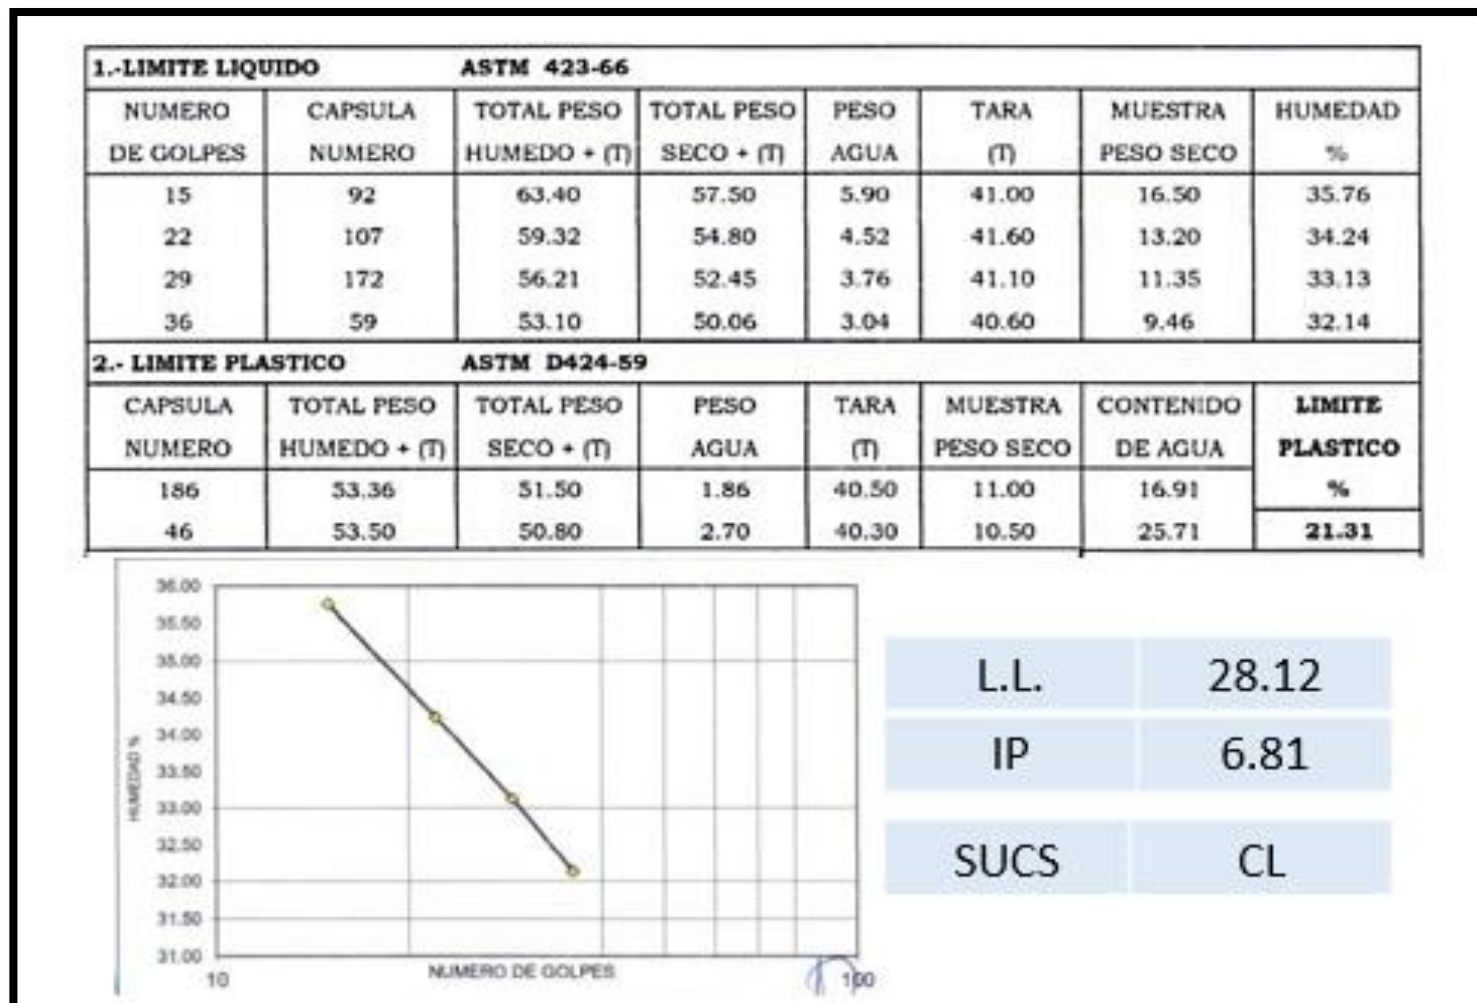 1.-LIMITE LIQUIDO ASTM 423-66
NUMERO CAPSULA TOTAL PESO TOTAL PESO PESO TARA MUESTRA HUMEDAD
DE GOLPES NUMERO HUMEDO + (T) SECO + (T) AGUA (T) PESO SECO %
15 92 63.40 57.50 5.90 41.00 16.50 35.76
22 107 59.32 54.80 4.52 41.60 13.20 34.24
29 172 56.21 52.45 3.76 41.10 11.35 33.13
36 59 53.10 50.06 3.04 40.60 9.46 32.14
2.- LIMITE PLASTICO ASTM D424-59
CAPSULA TOTAL PESO TOTAL PESO PESO TARA MUESTRA CONTENIDO LIMITE
NUMERO HUMEDO + (T) SECO + (T) AGUA (T) PESO SECO DE AGUA PLASTICO
186 53.36 51.50 1.86 40.50 11.00 16.91 %
46 53.50 50.80 2.70 40.30 10.50 25.71 21.31
36.00
35.50
35.00
34.50
34.00
33.50
33.00
32.50
32.00
31.50
31.00
HUMEDAD %
10 100
NUMERO DE GOLPES
L.L. 28.12
IP 6.81
SUCS CL